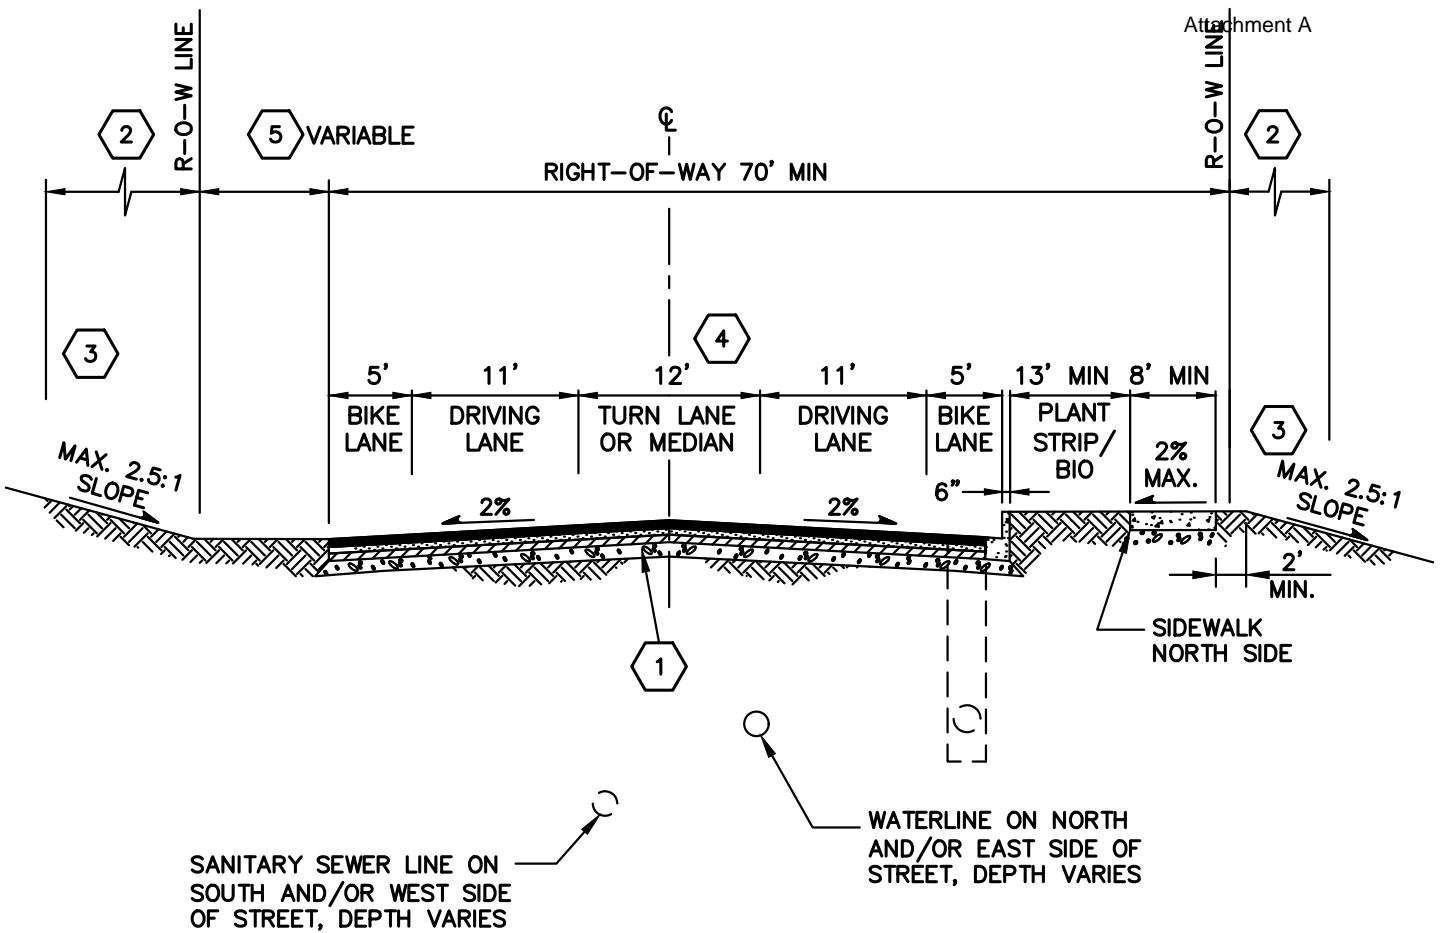 Attachment A
R-O-W LINE
R-O-W LINE
2
5 VARIABLE
℄
2
RIGHT-OF-WAY 70' MIN
3
4
5'
11'
12'
11'
5'
13' MIN
8' MIN
BIKE
LANE
DRIVING
LANE
TURN LANE
OR MEDIAN
DRIVING
LANE
BIKE
LANE
PLANT
STRIP/
BIO
2%
MAX.
3
MAX. 2.5:1
SLOPE
MAX. 2.5:1
SLOPE
6"
2%
2%
2'
MIN.
SIDEWALK
NORTH SIDE
1
WATERLINE ON NORTH
AND/OR EAST SIDE OF
STREET, DEPTH VARIES
SANITARY SEWER LINE ON
SOUTH AND/OR WEST SIDE
OF STREET, DEPTH VARIES